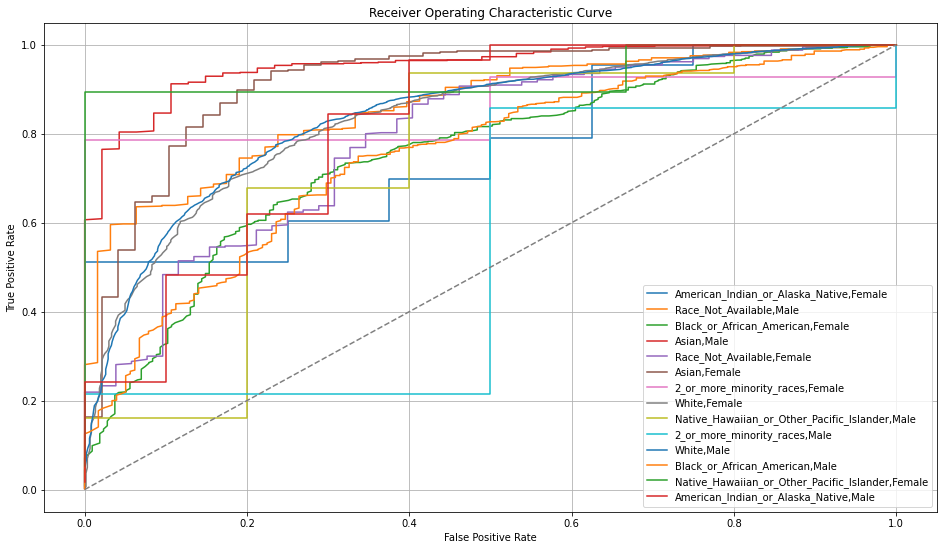 Receiver Operating Characteristic Curve
1.0
0.8
0.6
0.4
0.2
0.0
True Positive Rate
American_Indian_or_Alaska_Native,Female
Race_Not_Available,Male
Black_or_African_American,Female
Asian,Male
Race_Not_Available,Female
Asian,Female
2_or_more_minority_races,Female
White,Female
Native_Hawaiian_or_Other_Pacific_Islander,Male
2_or_more_minority_races,Male
White,Male
Black_or_African_American,Male
Native_Hawaiian_or_Other_Pacific_Islander,Female
American_Indian_or_Alaska_Native,Male
0.0 0.2 0.4 0.6 0.8 1.0
False Positive Rate